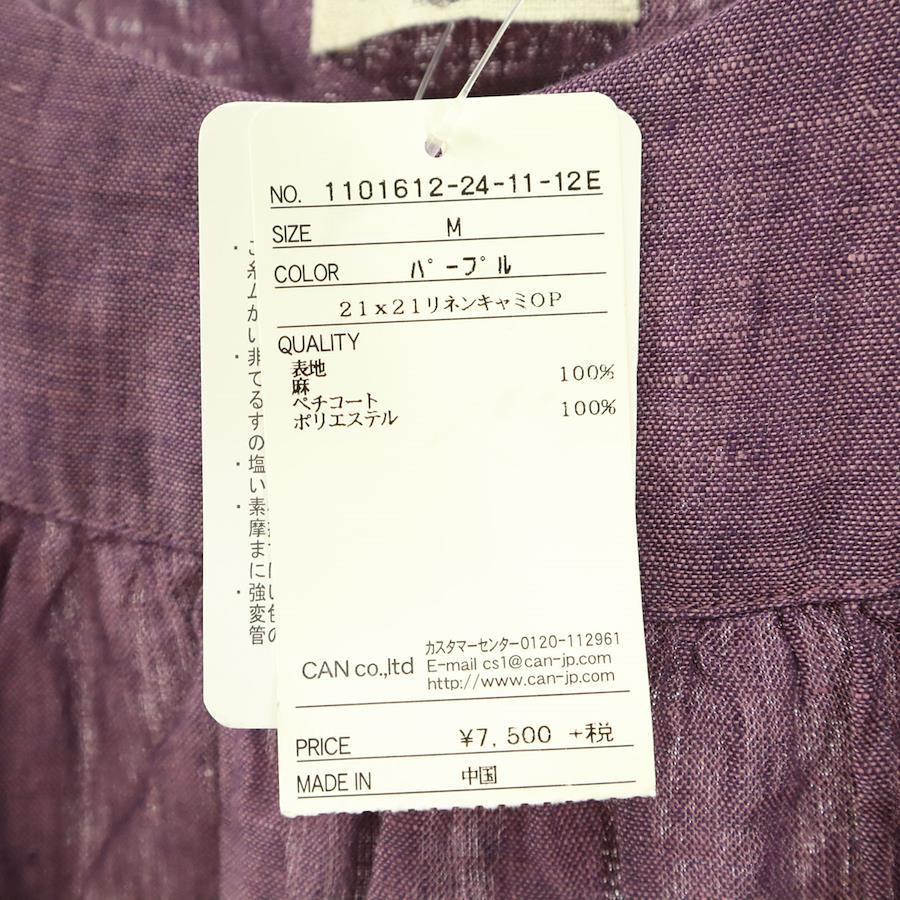 NO. 1101612-24-11-12E
SIZE M
COLOR パープル
21x21リネンキャミOP
QUALITY
表地
麻 100%
ペチコート
ポリエステル 100%
CAN co.,ltd
カスタマーセンター0120-112961
E-mail cs1@can-jp.com
http://www.can-jp.com
PRICE ¥7,500 +税
MADE IN 中国